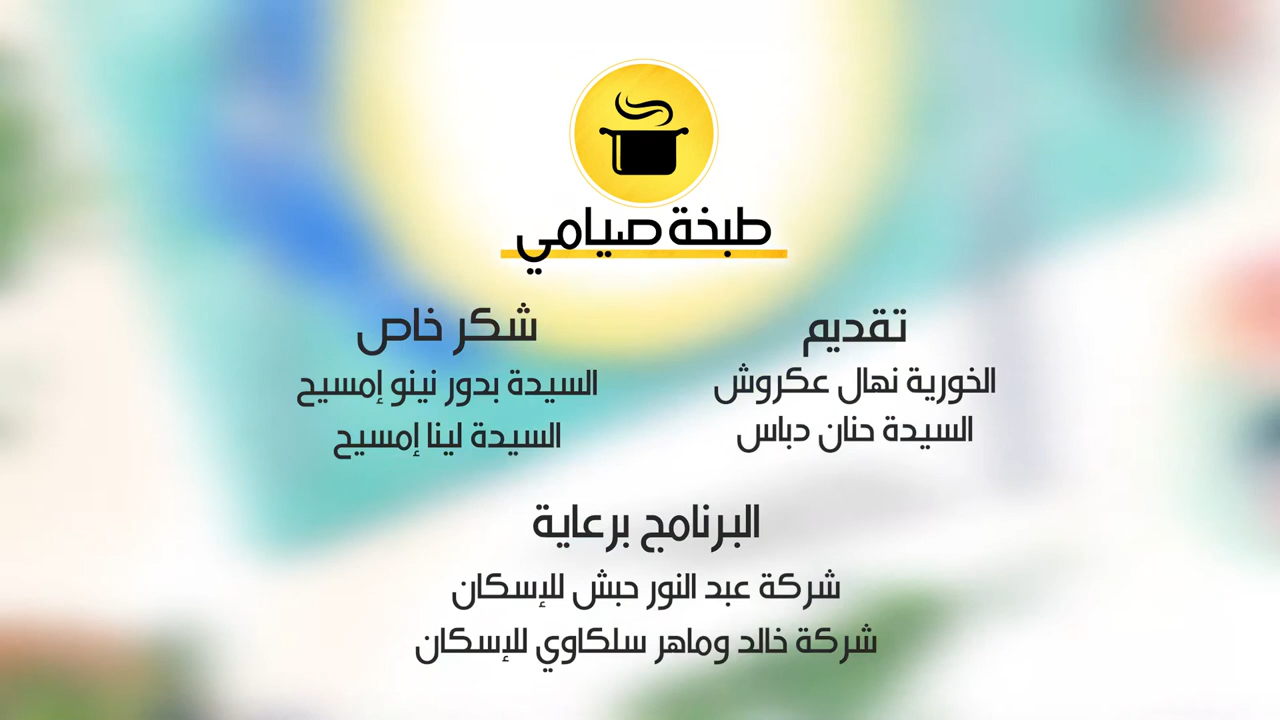 طبخة صيامي
تقديم
الخورية نهال عكروش
السيدة حنان دباس
شكر خاص
السيدة بدور نينو إمسيح
السيدة لينا إمسيح
البرنامج برعاية
شركة عبد النور حبش للإسكان
شركة خالد وماهر سلكاوي للإسكان